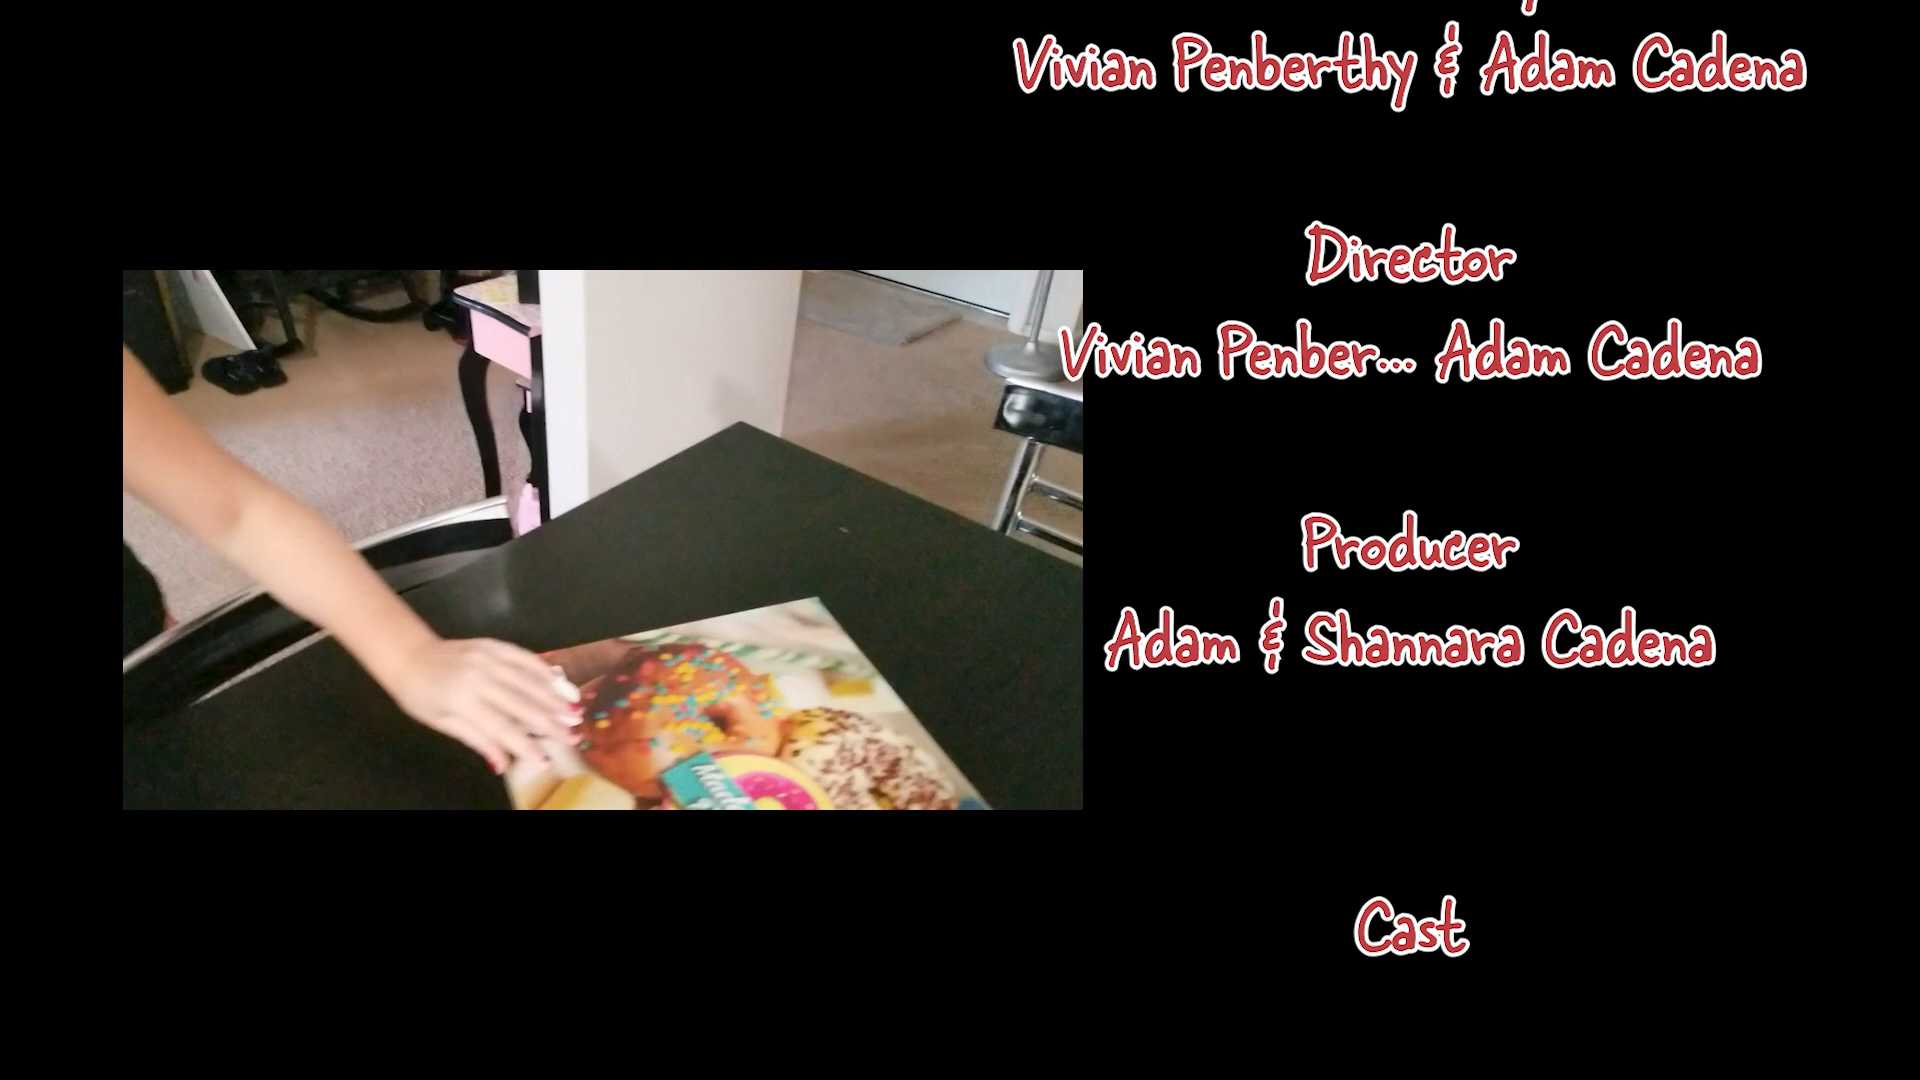 Vivian Penberthy & Adam Cadena
Director
Vivian Penber... Adam Cadena
Producer
Adam & Shannara Cadena
Cast